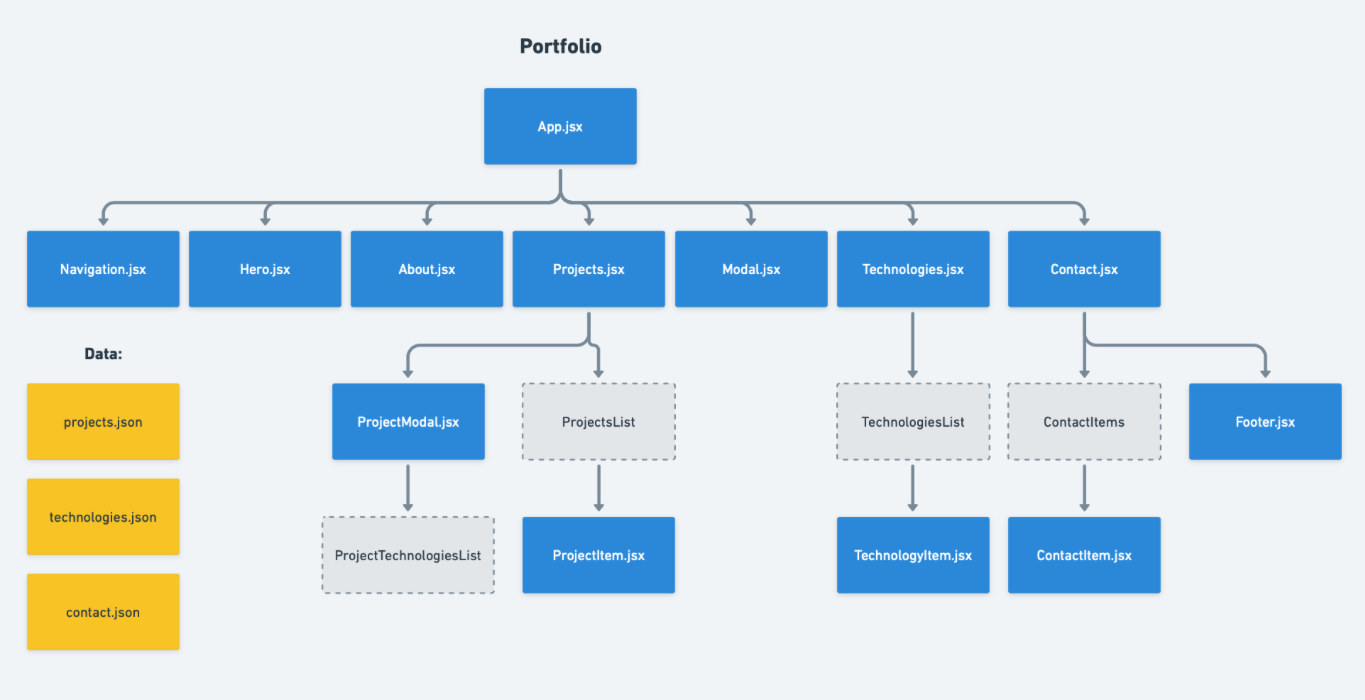 Portfolio
App.jsx
Navigation.jsx
Hero.jsx
About.jsx
Projects.jsx
Modal.jsx
Technologies.jsx
Contact.jsx
Data:
projects.json
ProjectModal.jsx
ProjectsList
TechnologiesList
ContactItems
Footer.jsx
technologies.json
ProjectTechnologiesList
ProjectItem.jsx
TechnologyItem.jsx
ContactItem.jsx
contact.json